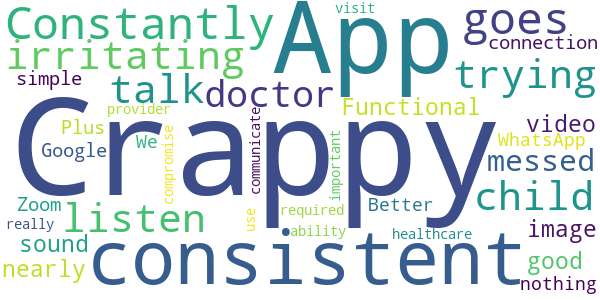 visit
Constantly App goes
irritating connection
simple talk doctor trying
provider Functional
Crappy
Plus We video
Google WhatsApp
compromise communicate important messed
Zoom use required Better child
really listen ability image
sound consistent healthcare
nearly good
nothing